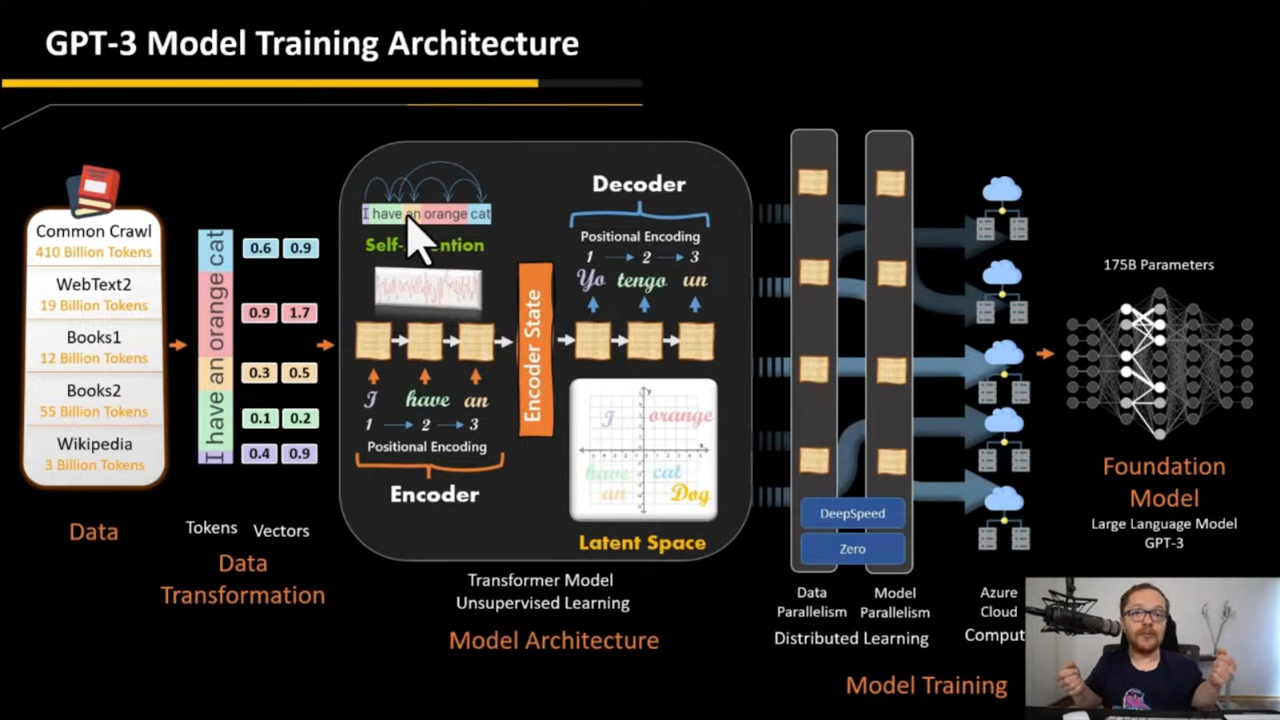 GPT-3 Model Training Architecture
Common Crawl
410 Billion Tokens
WebText2
19 Billion Tokens
Books1
12 Billion Tokens
Books2
55 Billion Tokens
Wikipedia
3 Billion Tokens
Data
I have an orange cat
0.6 0.9
0.9 1.7
0.3 0.5
0.1 0.2
0.4 0.9
Tokens Vectors
Data
Transformation
I have an orange cat
I have an
1 2 3
Positional Encoding
Encoder
Encoder State
Decoder
Positional Encoding
1 2 3
Yo tengo un
y
x
I orange
have cat
an Dog
Latent Space
Transformer Model
Unsupervised Learning
Model Architecture
DeepSpeed
Zero
Data
Parallelism
Model
Parallelism
Distributed Learning
Azure
Cloud
Comput
Model Training
175B Parameters
Foundation
Model
Large Language Model
GPT-3